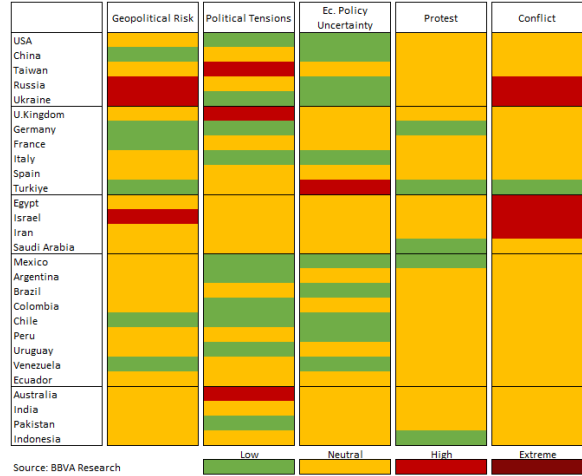 Geopolitical Risk Political Tensions Ec. Policy Uncertainty Protest Conflict
USA
China
Taiwan
Russia
Ukraine
U.Kingdom
Germany
France
Italy
Spain
Turkiye
Egypt
Israel
Iran
Saudi Arabia
Mexico
Argentina
Brazil
Colombia
Chile
Peru
Uruguay
Venezuela
Ecuador
Australia
India
Pakistan
Indonesia
Low Neutral High Extreme
Source: BBVA Research